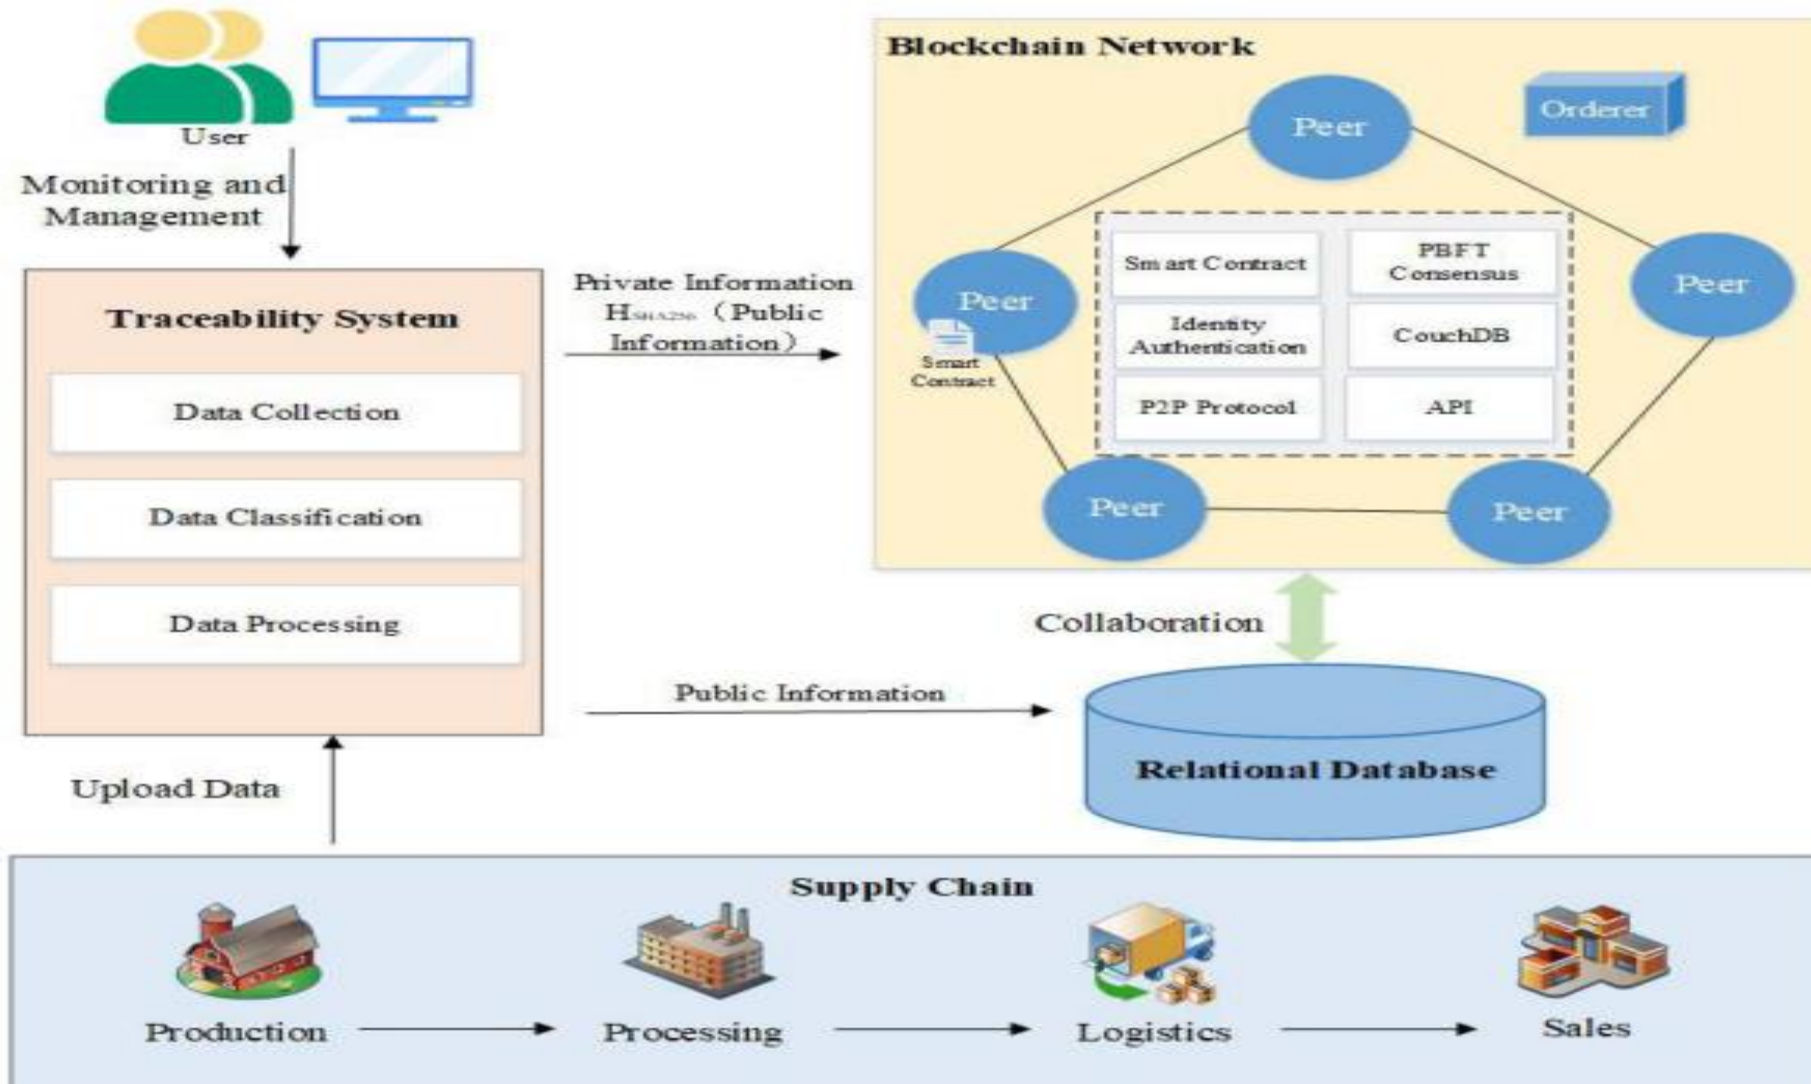 User
Monitoring and
Management
Traceability System
Data Collection
Data Classification
Data Processing
Upload Data
Private Information
HSHA256（Public
Information）
Public Information
Blockchain Network
Peer
Orderer
Peer
Peer
Smart
Contract
Smart Contract
PBFT
Consensus
Identity
Authentication
CouchDB
P2P Protocol
API
Peer
Peer
Collaboration
Relational Database
Supply Chain
Production
Processing
Logistics
Sales